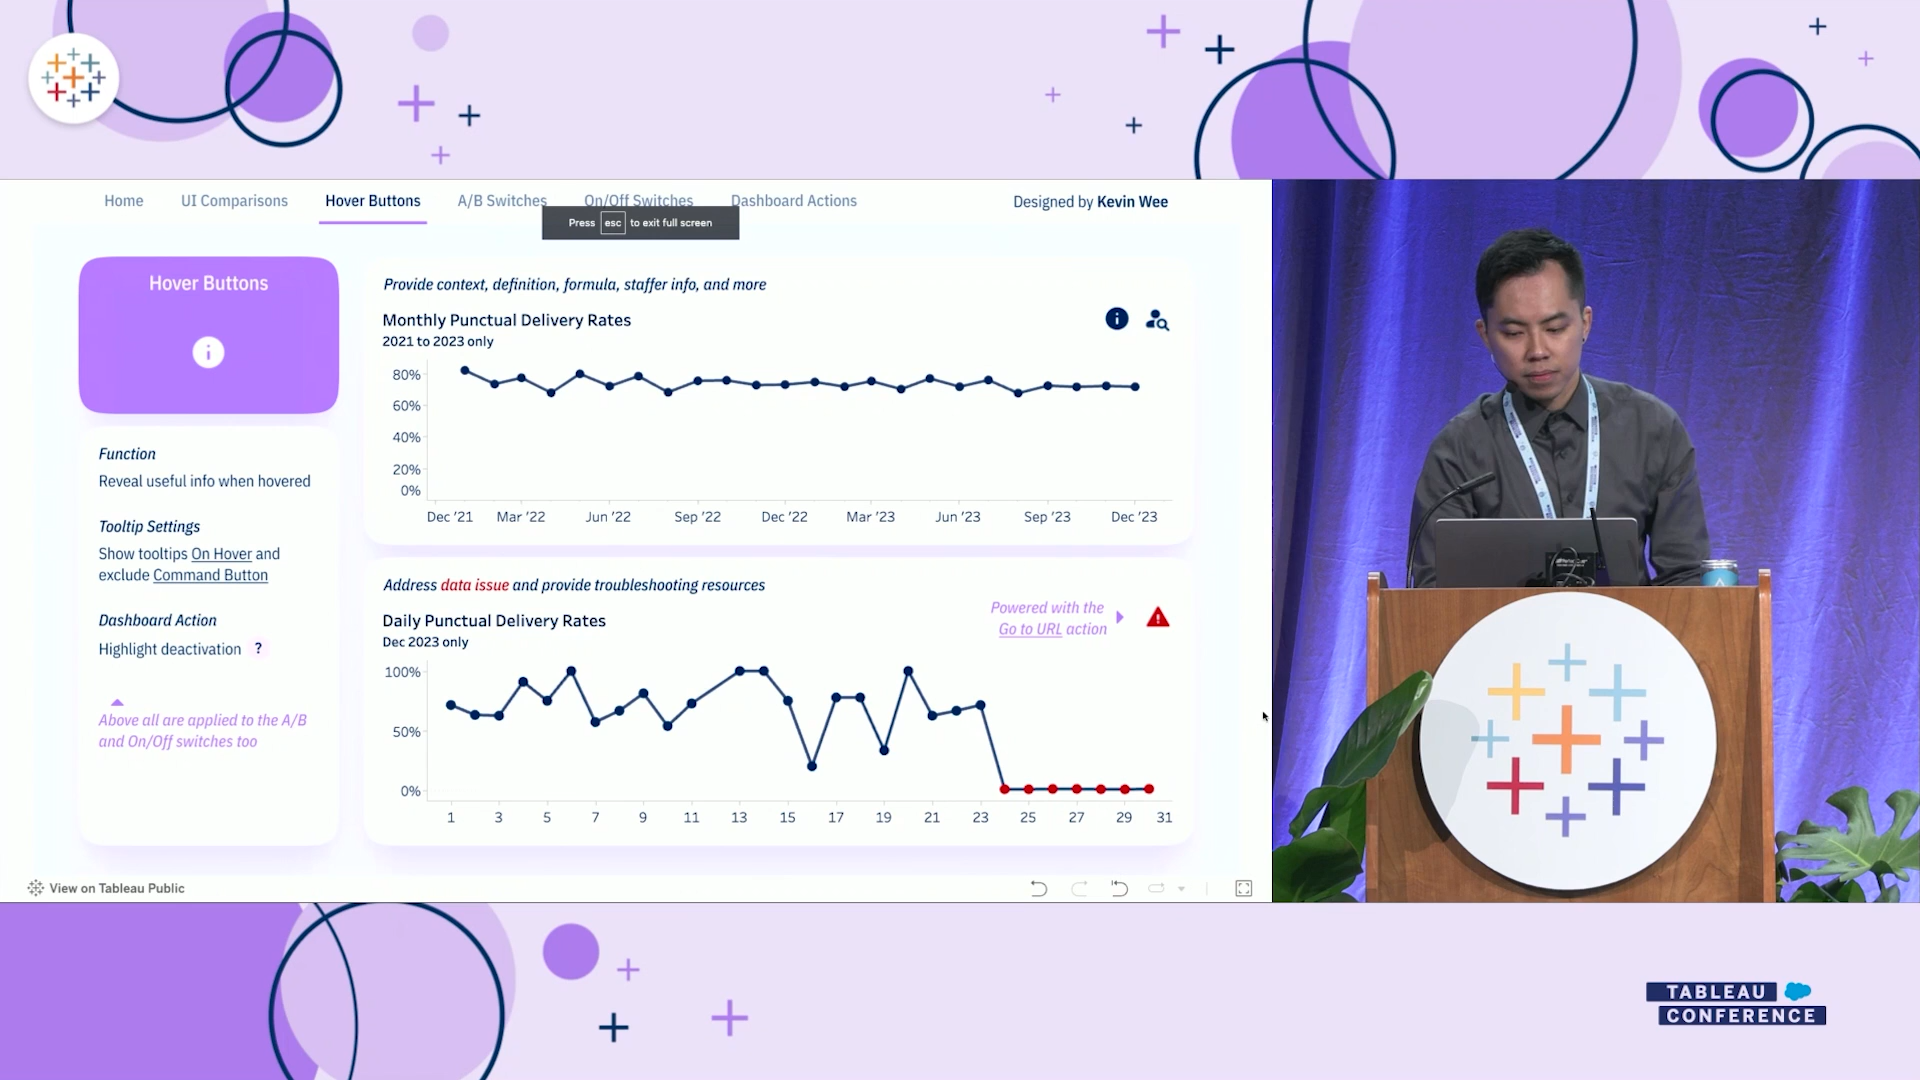 Home
UI Comparisons
Hover Buttons
A/B Switches
On/Off Switches
Dashboard Actions
Designed by Kevin Wee
Press esc to exit full screen
Hover Buttons
i
Function
Reveal useful info when hovered
Tooltip Settings
Show tooltips On Hover and
exclude Command Button
Dashboard Action
Highlight deactivation ?
Above all are applied to the A/B
and On/Off switches too
Provide context, definition, formula, staffer info, and more
Monthly Punctual Delivery Rates
2021 to 2023 only
i
80%
60%
40%
20%
0%
Dec '21 Mar '22 Jun '22 Sep '22 Dec '22 Mar '23 Jun '23 Sep '23 Dec '23
Address data issue and provide troubleshooting resources
Daily Punctual Delivery Rates
Dec 2023 only
Powered with the
Go to URL action
!
100%
50%
0%
1 3 5 7 9 11 13 15 17 19 21 23 25 27 29 31
View on Tableau Public
TABLEAU
CONFERENCE